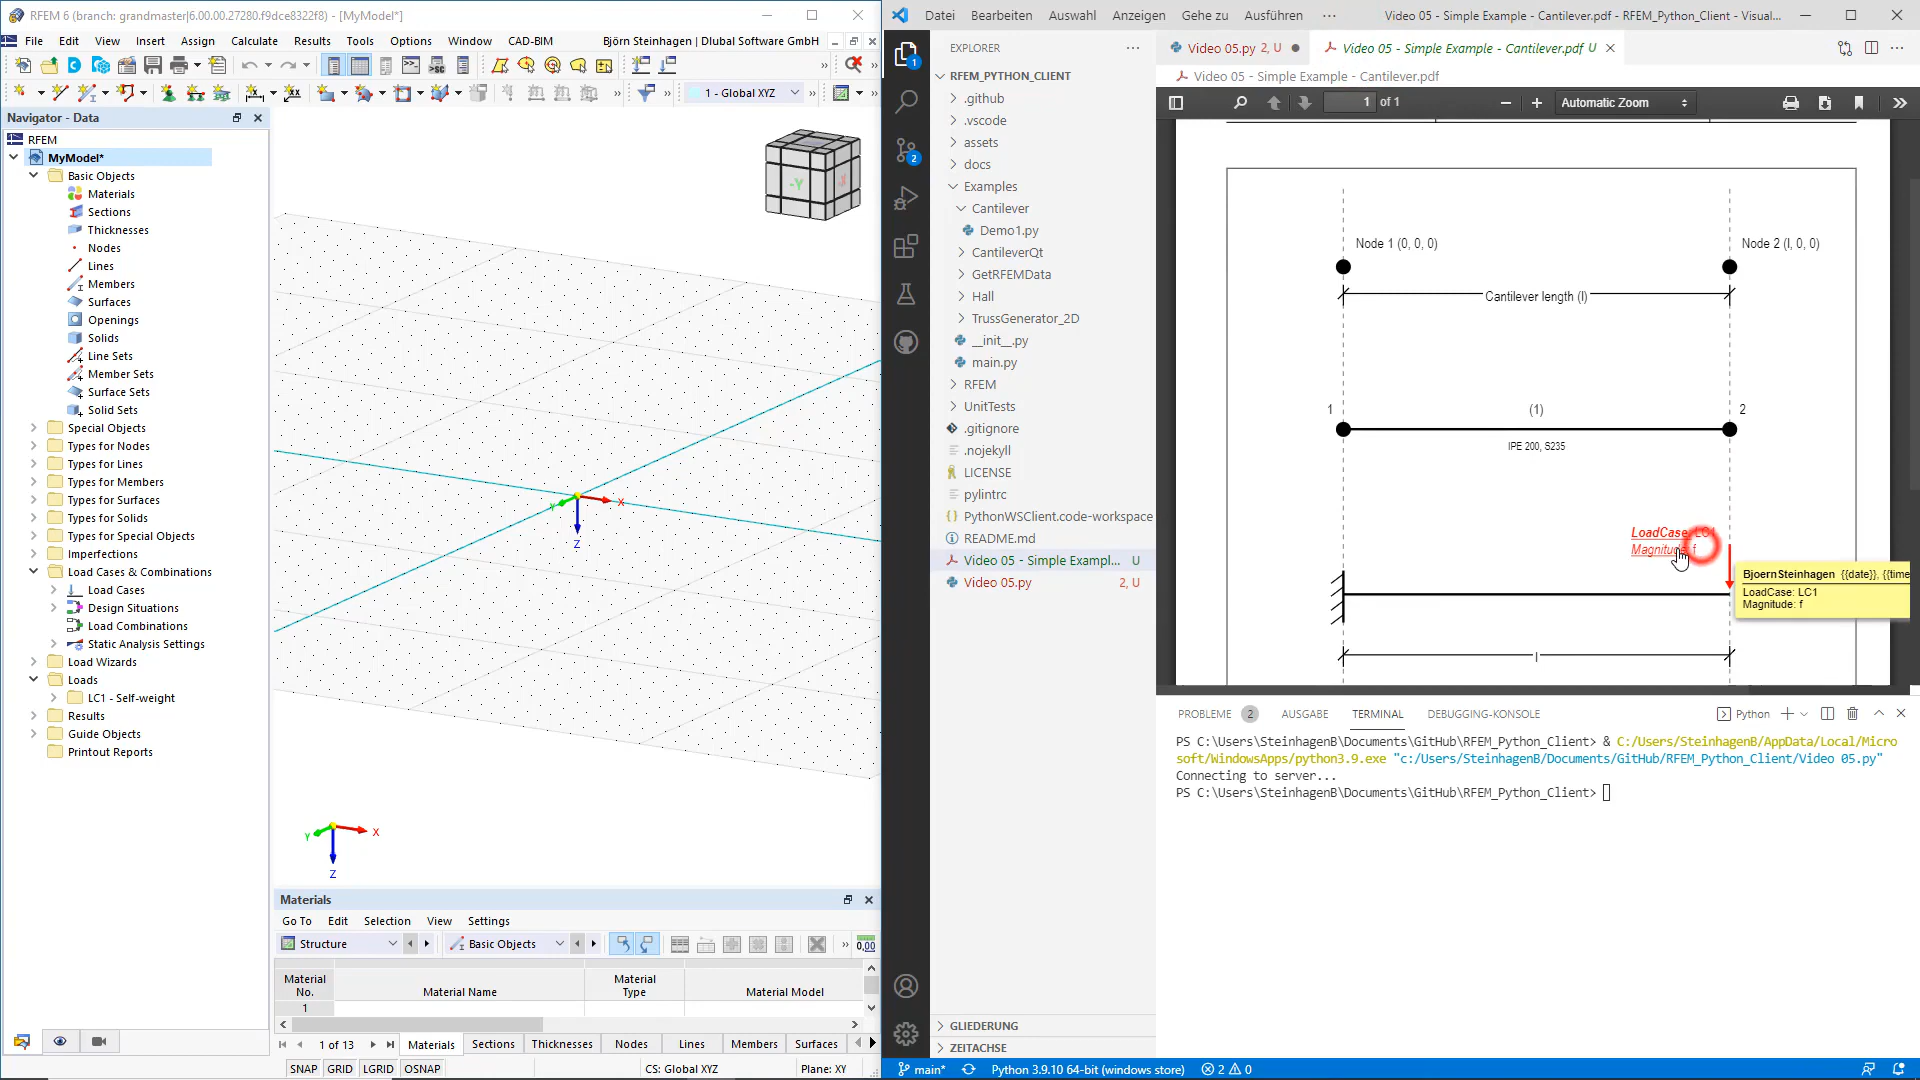 RFEM 6 (branch: grandmaster|6.00.00.27280.f9dce8322f8) - [MyModel*]
File Edit View Insert Assign Calculate Results Tools Options Window CAD-BIM Björn Steinhagen | Dlubal Software GmbH
1 - Global XYZ
Navigator - Data
RFEM
MyModel*
Basic Objects
Materials
Sections
Thicknesses
Nodes
Lines
Members
Surfaces
Openings
Solids
Line Sets
Member Sets
Surface Sets
Solid Sets
Special Objects
Types for Nodes
Types for Lines
Types for Members
Types for Surfaces
Types for Solids
Types for Special Objects
Imperfections
Load Cases & Combinations
Load Cases
Design Situations
Load Combinations
Static Analysis Settings
Load Wizards
Loads
LC1 - Self-weight
Results
Guide Objects
Printout Reports
-Y
X
Y
Z
Y
X
Z
Materials
Go To Edit Selection View Settings
Structure
Basic Objects
0,00
Material No.
Material Name
Material Type
Material Model
1
1 of 13
Materials Sections Thicknesses Nodes Lines Members Surfaces
SNAP GRID LGRID OSNAP CS: Global XYZ Plane: XY
Datei Bearbeiten Auswahl Anzeigen Gehe zu Ausführen ··· Video 05 - Simple Example - Cantilever.pdf - RFEM_Python_Client - Visual...
1
2
EXPLORER
RFEM_PYTHON_CLIENT
.github
.vscode
assets
docs
Examples
Cantilever
Demo1.py
CantileverQt
GetRFEMData
Hall
TrussGenerator_2D
__init__.py
main.py
RFEM
UnitTests
.gitignore
.nojekyll
LICENSE
pylintrc
PythonWSClient.code-workspace
README.md
Video 05 - Simple Exampl... U
Video 05.py 2, U
GLIEDERUNG
ZEITACHSE
Video 05.py 2, U
Video 05 - Simple Example - Cantilever.pdf U
Video 05 - Simple Example - Cantilever.pdf
1 of 1
Automatic Zoom
Node 1 (0, 0, 0)
Node 2 (l, 0, 0)
Cantilever length (l)
1
(1)
2
IPE 200, S235
LoadCase: LC1
Magnitude: f
BjoernSteinhagen {{date}}, {{time
LoadCase: LC1
Magnitude: f
l
PROBLEME 2 AUSGABE TERMINAL DEBUGGING-KONSOLE
Python
PS C:\Users\SteinhagenB\Documents\GitHub\RFEM_Python_Client> & C:/Users/SteinhagenB/AppData/Local/Micro
soft/WindowsApps/python3.9.exe "c:/Users/SteinhagenB/Documents/GitHub/RFEM_Python_Client/Video 05.py"
Connecting to server...
PS C:\Users\SteinhagenB\Documents\GitHub\RFEM_Python_Client>
main* Python 3.9.10 64-bit (windows store) 2 0